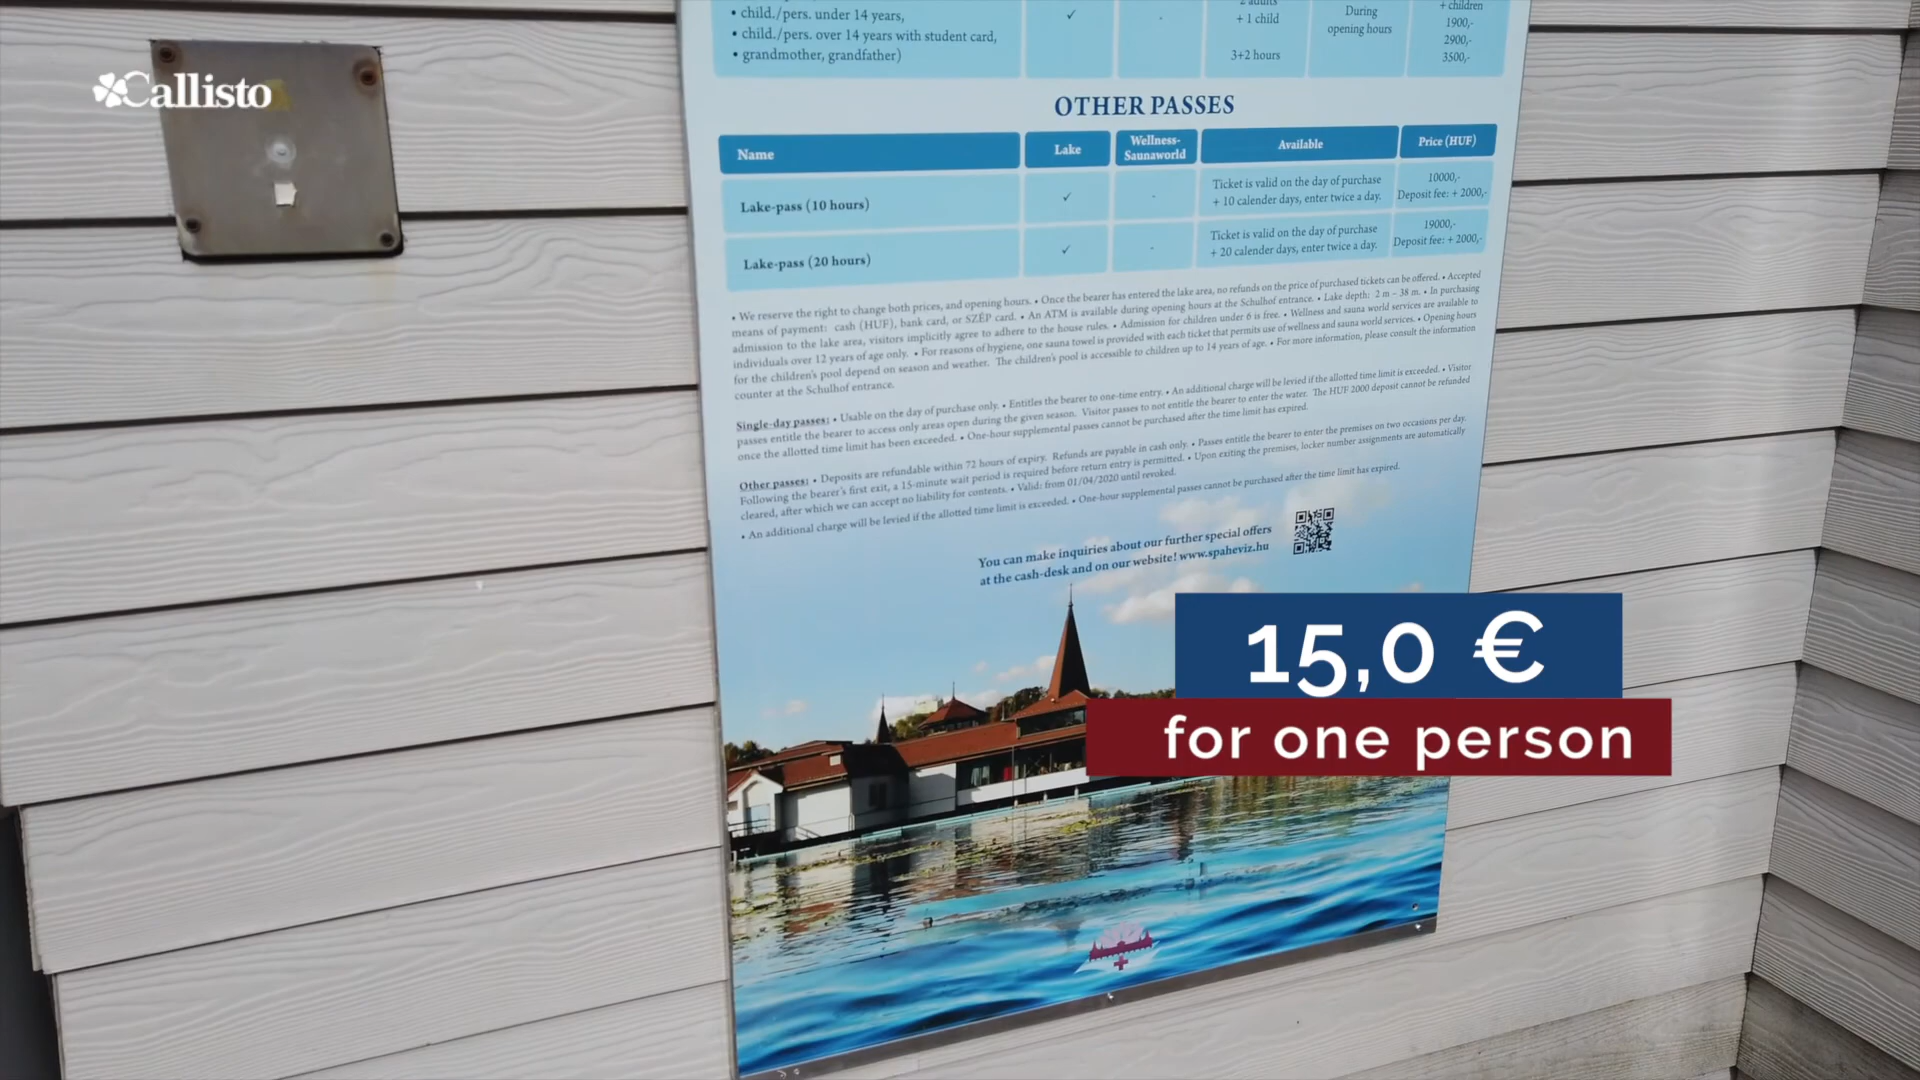 Callisto
• child./pers. under 14 years,
• child./pers. over 14 years with student card,
• grandmother, grandfather)
✓
-
2 adults
+ 1 child
3+2 hours
During
opening hours
+ children
1900,-
2900,-
3500,-
OTHER PASSES
Name
Lake
Wellness-
Saunaworld
Available
Price (HUF)
Lake-pass (10 hours)
✓
-
Ticket is valid on the day of purchase
+ 10 calender days, enter twice a day.
10000,-
Deposit fee: + 2000,-
Lake-pass (20 hours)
✓
-
Ticket is valid on the day of purchase
+ 20 calender days, enter twice a day.
19000,-
Deposit fee: + 2000,-
• We reserve the right to change both prices, and opening hours. • Once the bearer has entered the lake area, no refunds on the price of purchased tickets can be offered. • Accepted
means of payment: cash (HUF), bank card, or SZÉP card. • An ATM is available during opening hours at the Schulhof entrance. • Lake depth: 2 m – 38 m. • In purchasing
admission to the lake area, visitors implicitly agree to adhere to the house rules. • Admission for children under 6 is free. • Wellness and sauna world services are available to
individuals over 12 years of age only. • For reasons of hygiene, one sauna towel is provided with each ticket that permits use of wellness and sauna world services. • Opening hours
for the children's pool depend on season and weather. The children's pool is accessible to children up to 14 years of age. • For more information, please consult the information
counter at the Schulhof entrance.
Single-day passes: • Usable on the day of purchase only. • Entitles the bearer to one-time entry. • An additional charge will be levied if the allotted time limit is exceeded. • Visitor
passes entitle the bearer to access only areas open during the given season. Visitor passes to not entitle the bearer to enter the water. The HUF 2000 deposit cannot be refunded
once the allotted time limit has been exceeded. • One-hour supplemental passes cannot be purchased after the time limit has expired.
Other passes: • Deposits are refundable within 72 hours of expiry. Refunds are payable in cash only. • Passes entitle the bearer to enter the premises on two occasions per day.
Following the bearer's first exit, a 15-minute wait period is required before return entry is permitted. • Upon exiting the premises, locker number assignments are automatically
cleared, after which we can accept no liability for contents. • Valid: from 01/04/2020 until revoked.
• An additional charge will be levied if the allotted time limit is exceeded. • One-hour supplemental passes cannot be purchased after the time limit has expired.
You can make inquiries about our further special offers
at the cash-desk and on our website! www.spaheviz.hu
15,0 €
for one person